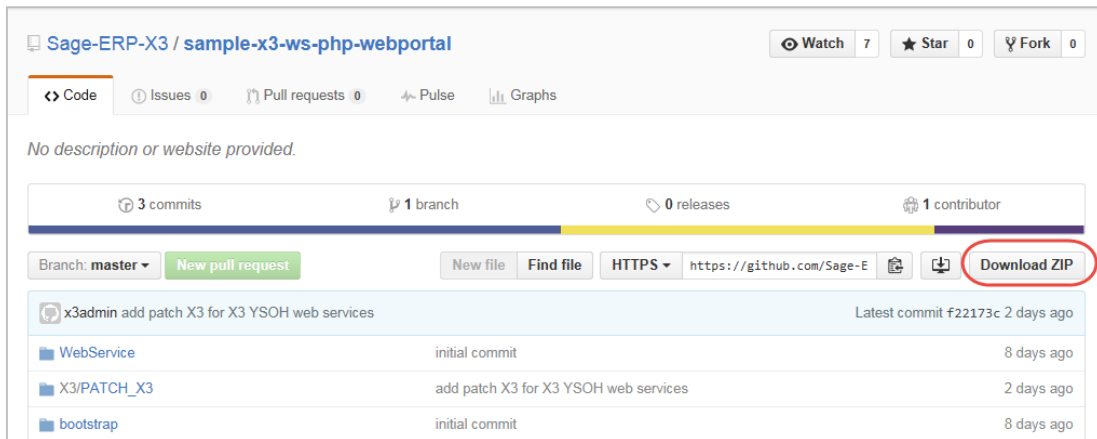 Sage-ERP-X3 / sample-x3-ws-php-webportal Watch 7 Star 0 Fork 0
Code Issues 0 Pull requests 0 Pulse Graphs
No description or website provided.
3 commits 1 branch 0 releases 1 contributor
Branch: master New pull request New file Find file HTTPS https://github.com/Sage-E Download ZIP
x3admin add patch X3 for X3 YSOH web services Latest commit f22173c 2 days ago
WebService initial commit 8 days ago
X3/PATCH_X3 add patch X3 for X3 YSOH web services 2 days ago
bootstrap initial commit 8 days ago